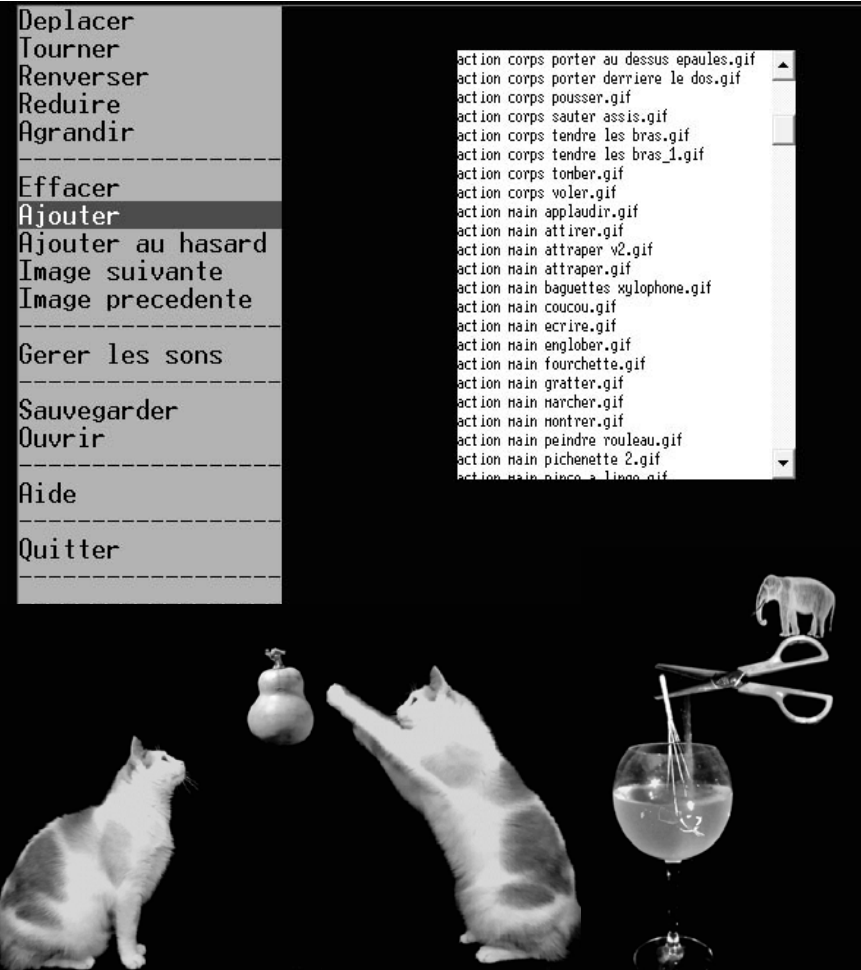 Deplacer
Tourner
Renverser
Reduire
Agrandir
Effacer
Ajouter
Ajouter au hasard
Image suivante
Image precedente
Gerer les sons
Sauvegarder
Ouvrir
Aide
Quitter
action corps porter au dessus epaules.gif
action corps porter derriere le dos.gif
action corps pousser.gif
action corps sauter assis.gif
action corps tendre les bras.gif
action corps tendre les bras_1.gif
action corps tomber.gif
action corps voler.gif
action main applaudir.gif
action main attirer.gif
action main attraper v2.gif
action main attraper.gif
action main baguettes xylophone.gif
action main coucou.gif
action main ecrire.gif
action main englober.gif
action main fourchette.gif
action main gratter.gif
action main marcher.gif
action main montrer.gif
action main peindre rouleau.gif
action main pichenette 2.gif
action main pince a linge.gif